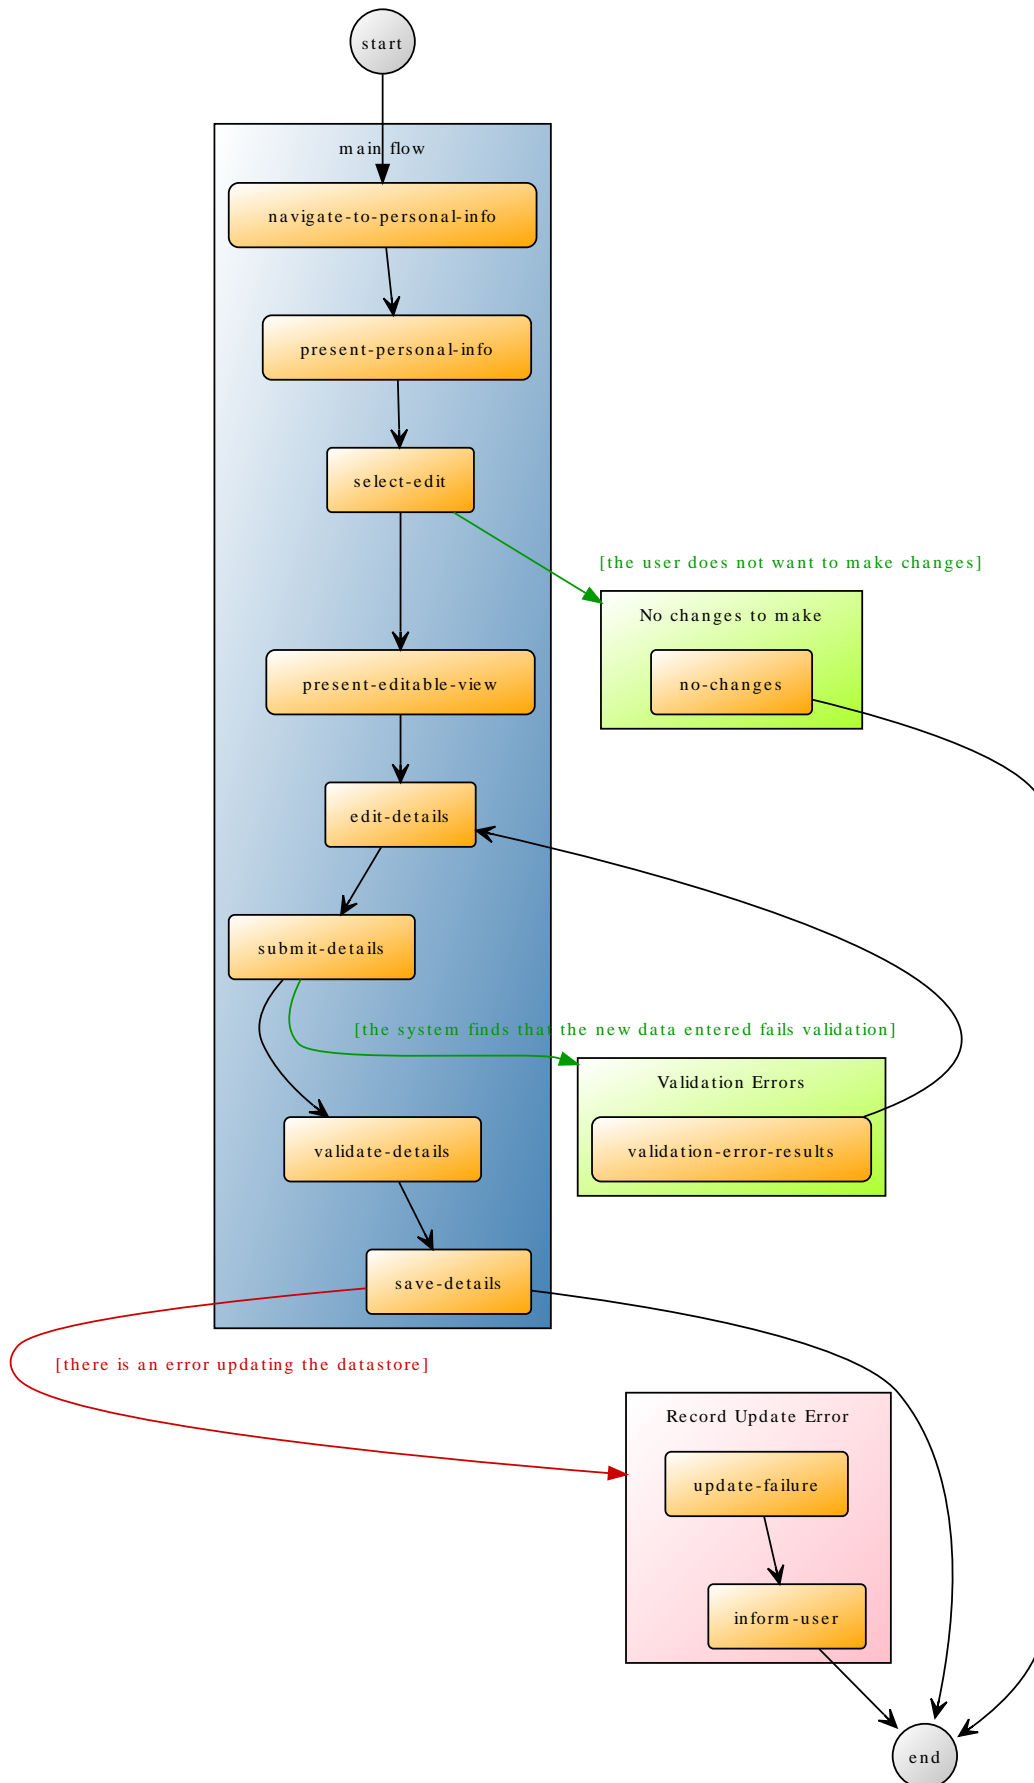 start
main flow
navigate-to-personal-info
present-personal-info
select-edit
[the user does not want to make changes]
No changes to make
no-changes
present-editable-view
edit-details
submit-details
[the system finds that the new data entered fails validation]
Validation Errors
validation-error-results
validate-details
save-details
[there is an error updating the datastore]
Record Update Error
update-failure
inform-user
end